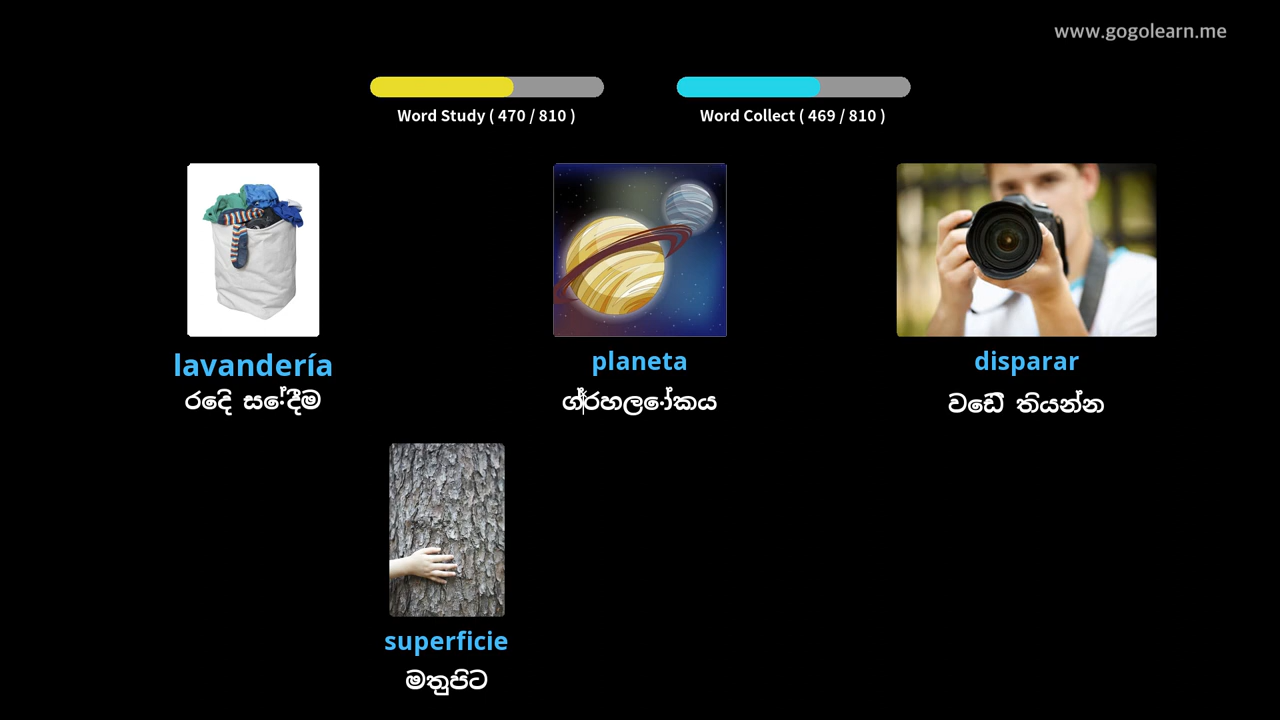 www.gogolearn.me
Word Study ( 470 / 810 )
Word Collect ( 469 / 810 )
lavandería
රෙදි සේදීම
planeta
ග්‍රහලෝකය
disparar
වෙඩි තියන්න
superficie
මතුපිට